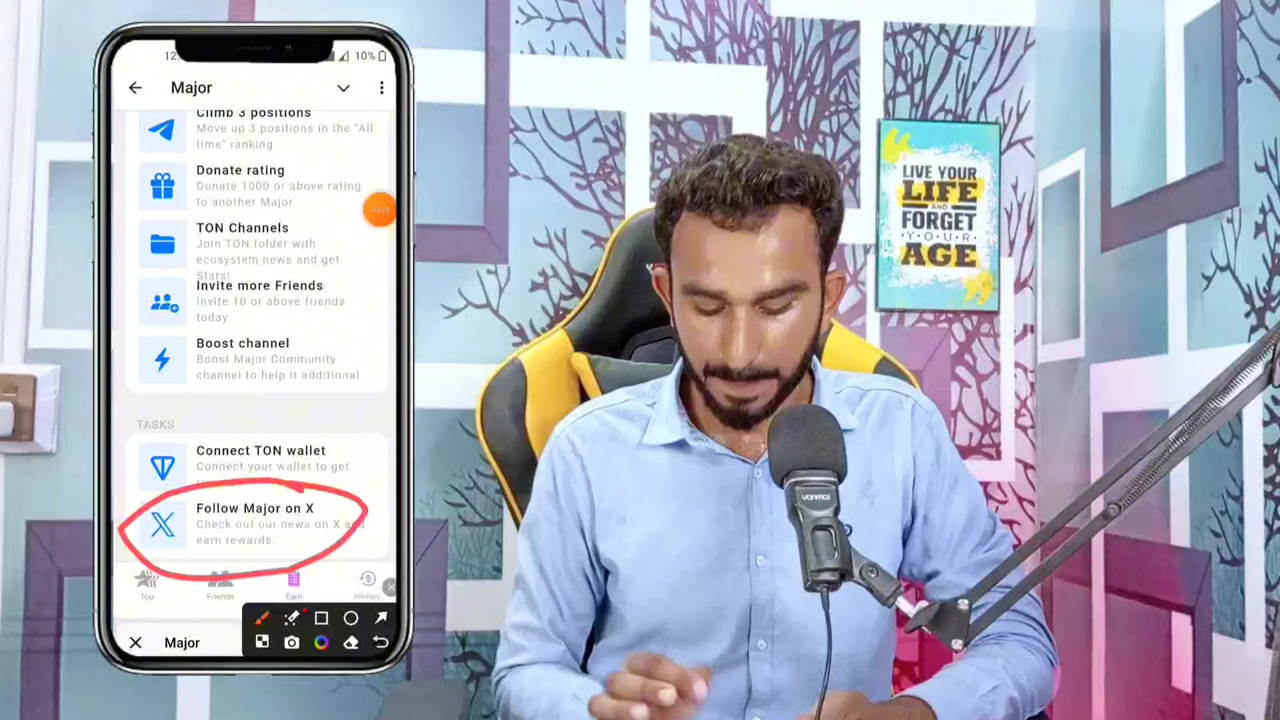 12
10%
Major
Climb 3 positions
Move up 3 positions in the "All
time" ranking
Donate rating
Donate 1000 or above rating
to another Major
TON Channels
Join TON folder with
ecosystem news and get
Stars!
Invite more Friends
Invite 10 or above friends
today
Boost channel
Boost Major Community
channel to help it additional
TASKS
Connect TON wallet
Connect your wallet to get
Follow Major on X
Check out our news on X and
earn rewards.
Top
Friends
Earn
History
Major
LIVE YOUR
LIFE
AND
FORGET
YOUR
AGE